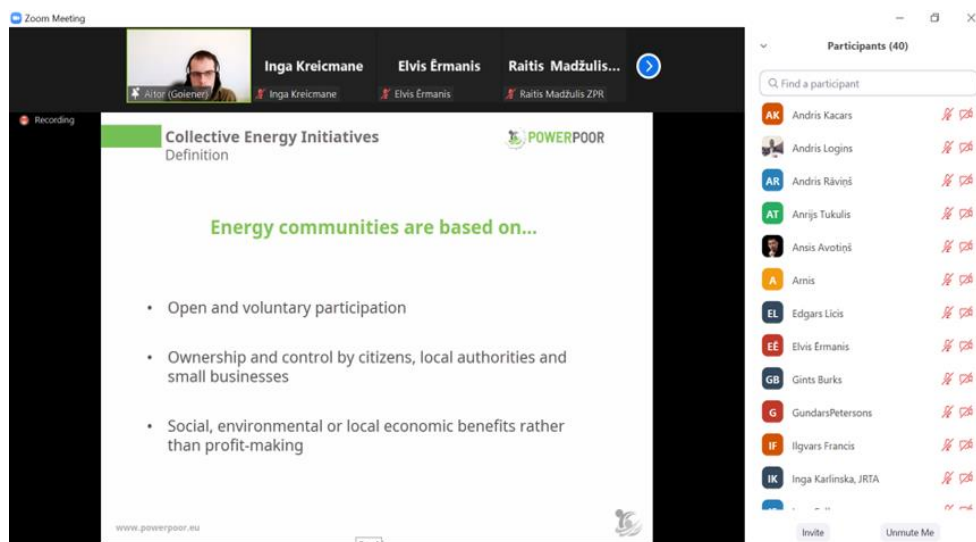 Zoom Meeting
Inga Kreicmane
Elvis Ērmanis
Raitis Madžulis...
Aitor (Goiener)
Inga Kreicmane
Elvis Ērmanis
Raitis Madžulis ZPR
Recording
Collective Energy Initiatives
Definition
POWERPOOR
Energy communities are based on...
• Open and voluntary participation
• Ownership and control by citizens, local authorities and
small businesses
• Social, environmental or local economic benefits rather
than profit-making
www.powerpoor.eu
Participants (40)
Find a participant
AK Andris Kacars
Andris Logins
AR Andris Rāviņš
AT Anrijs Tukulis
Ansis Avotiņš
A Arnis
EL Edgars Licis
EĒ Elvis Ērmanis
GB Gints Burks
G GundarsPetersons
IF Ilgvars Francis
IK Inga Karlinska, JRTA
Invite
Unmute Me